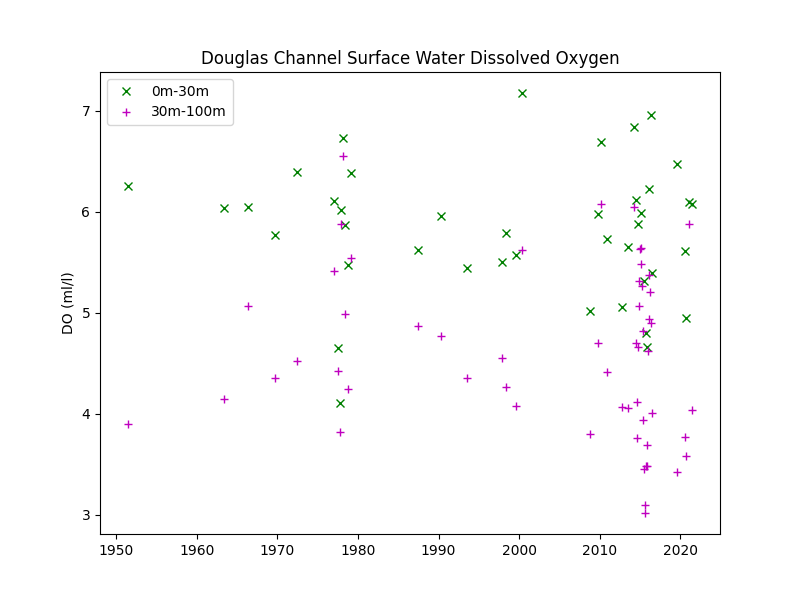 Douglas Channel Surface Water Dissolved Oxygen
0m-30m
30m-100m
DO (ml/l)
7
6
5
4
3
1950 1960 1970 1980 1990 2000 2010 2020